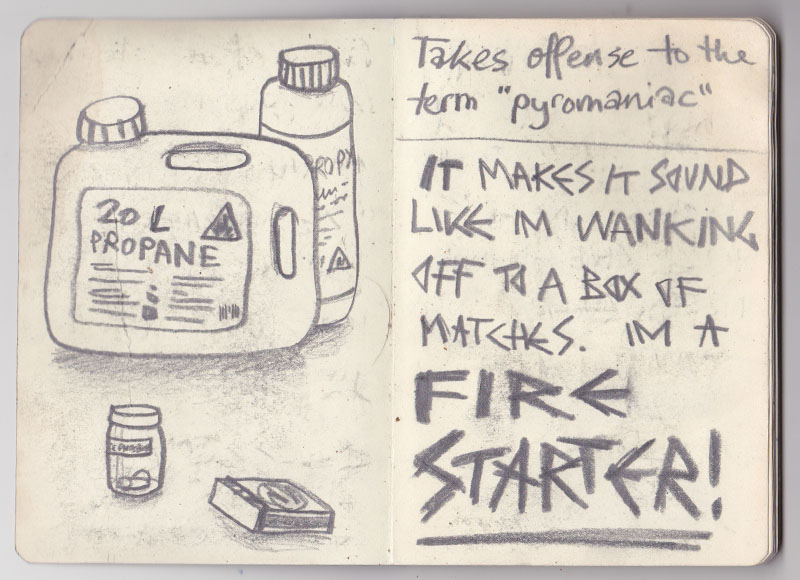 20 L
PROPANE
PROPY
Takes offense to the
term "pyromaniac"
IT MAKES IT SOUND
LIKE IM WANKING
OFF TO A BOX OF
MATCHES. IM A
FIRE
STARTER!